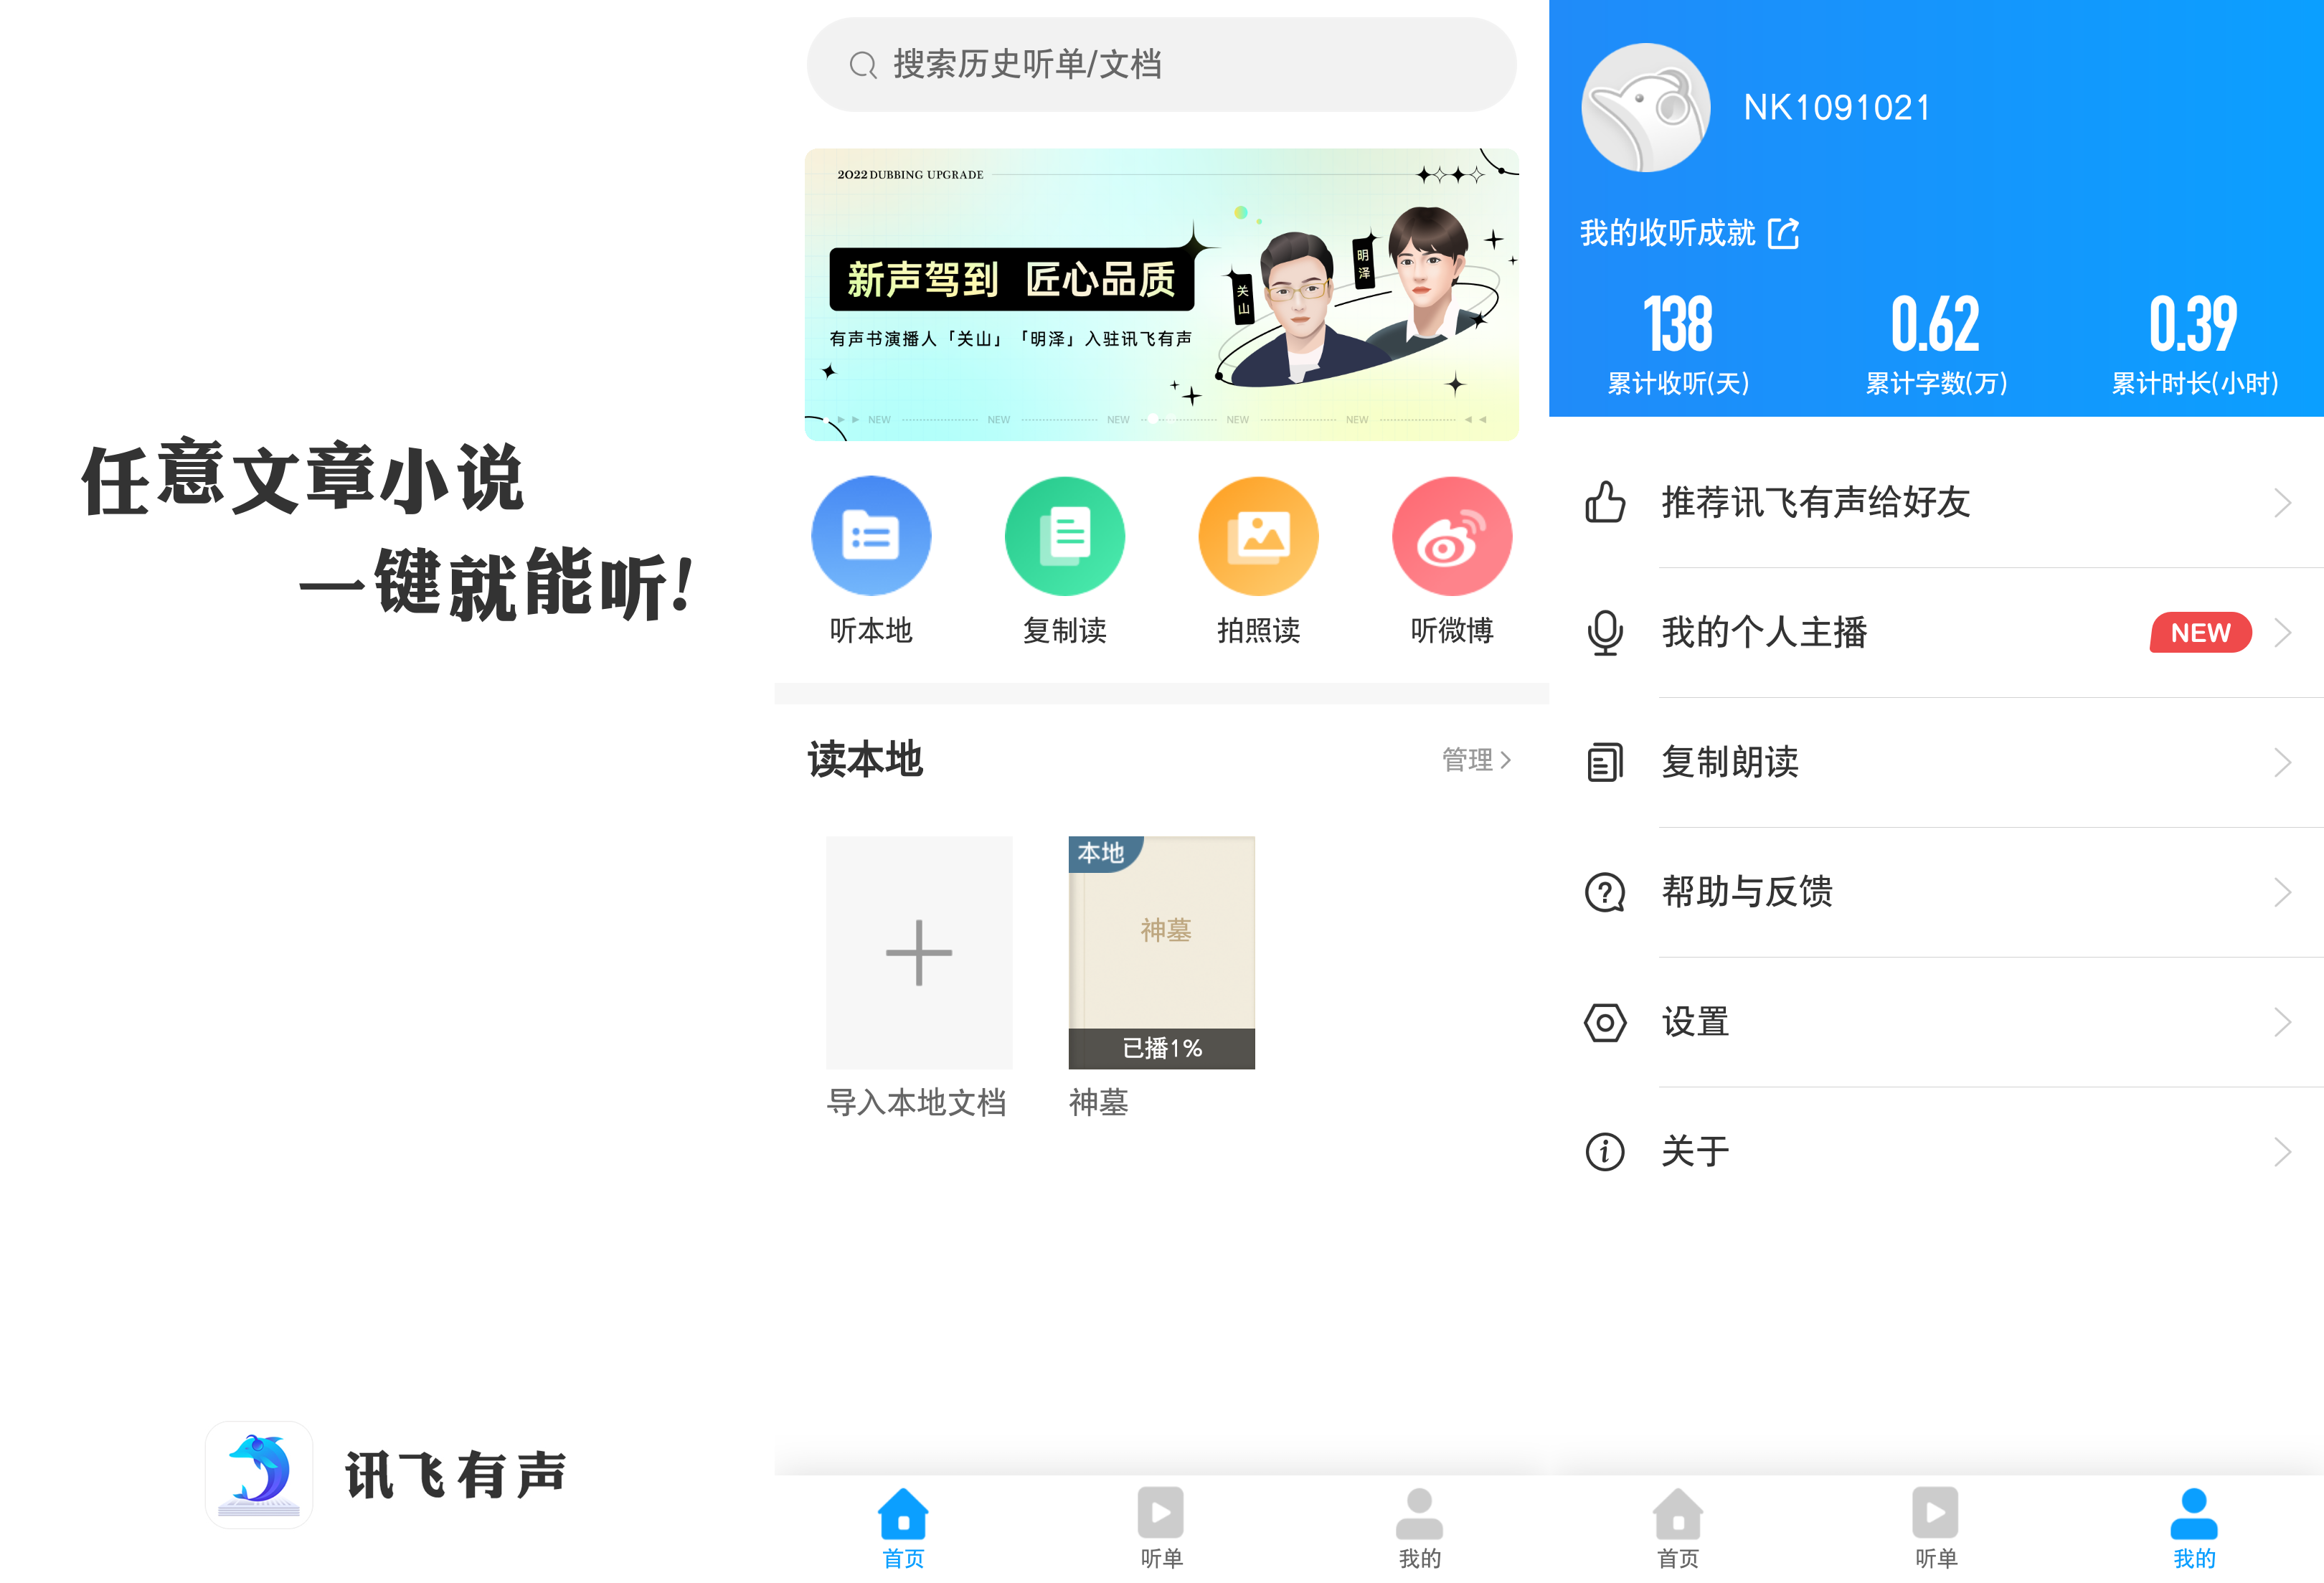 任意文章小说
一键就能听!
讯飞有声
搜索历史听单/文档
2022 DUBBING UPGRADE
新声驾到 匠心品质
关山
明泽
有声书演播人「关山」「明泽」入驻讯飞有声
NEW NEW NEW NEW NEW
听本地 复制读 拍照读 听微博
读本地 管理
本地
神墓
已播1%
导入本地文档 神墓
首页 听单 我的
NK1091021
我的收听成就
138 0.62 0.39
累计收听(天) 累计字数(万) 累计时长(小时)
推荐讯飞有声给好友
我的个人主播 NEW
复制朗读
帮助与反馈
设置
关于
首页 听单 我的